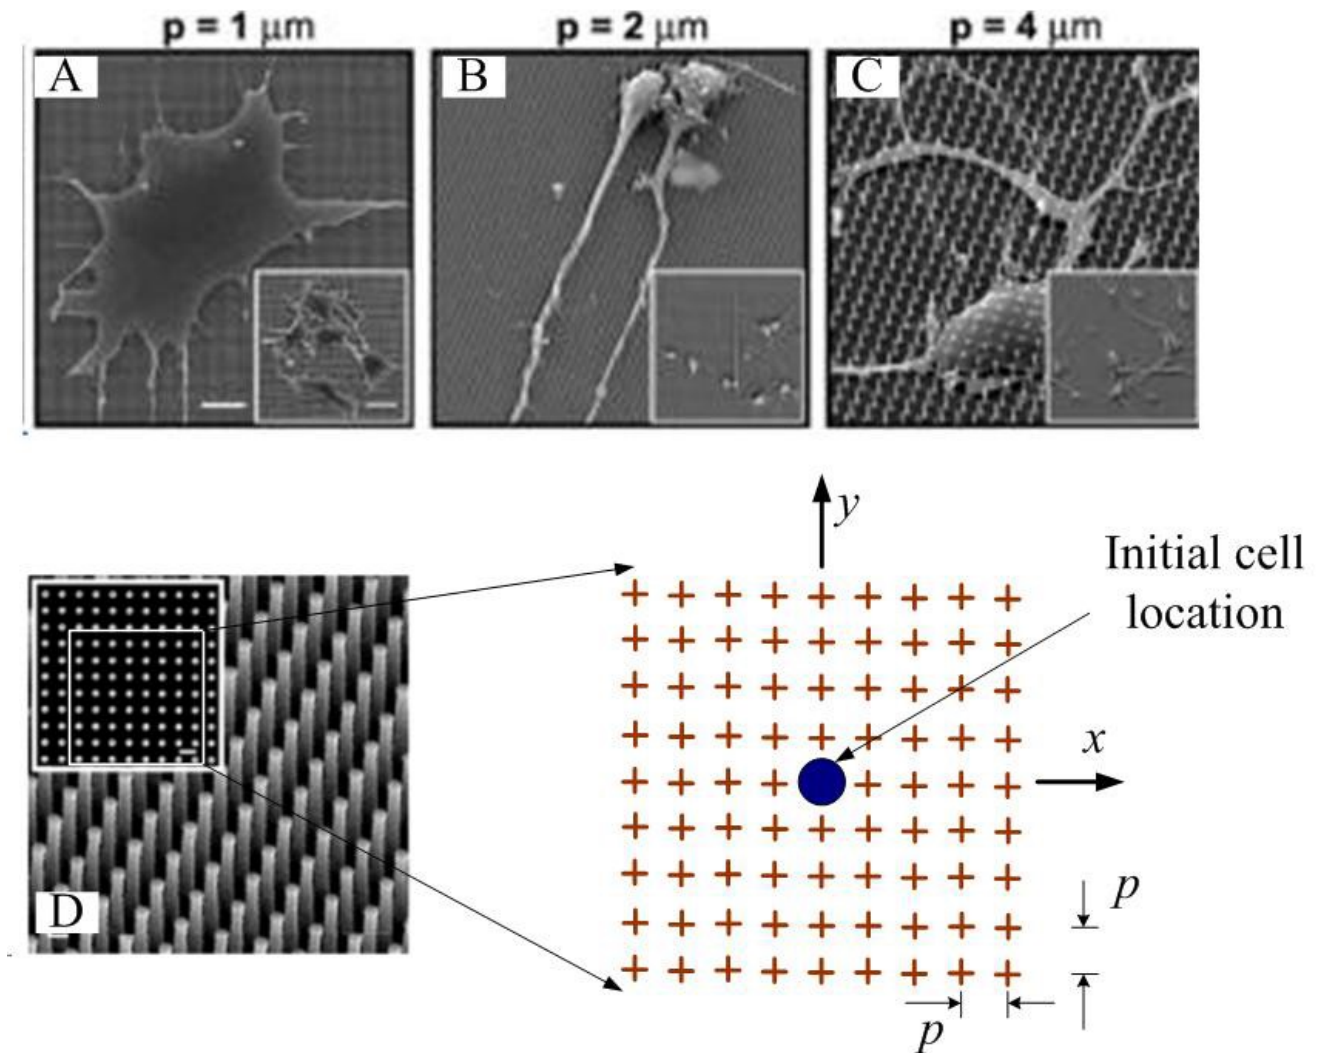 p = 1 μm
p = 2 μm
p = 4 μm
A
B
C
y
Initial cell
location
x
D
p
p